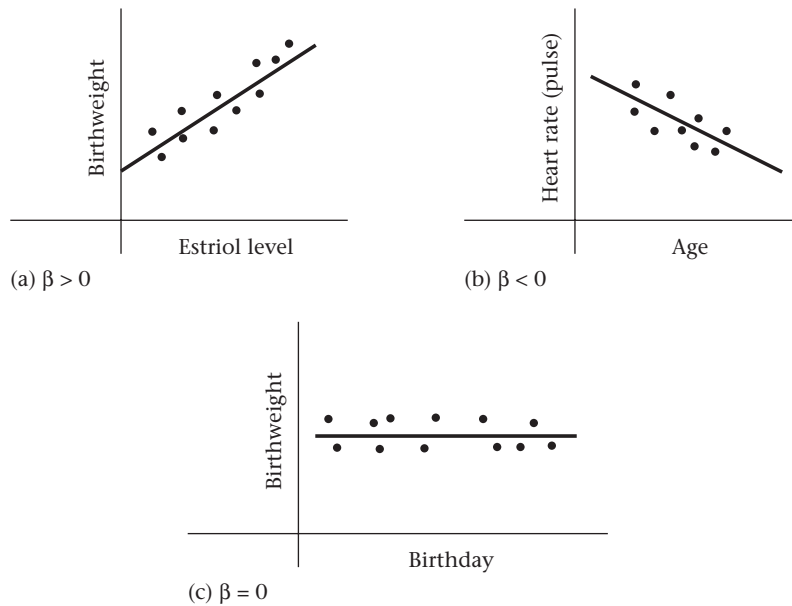 Birthweight
Estriol level
(a) β > 0
Heart rate (pulse)
Age
(b) β < 0
Birthweight
Birthday
(c) β = 0